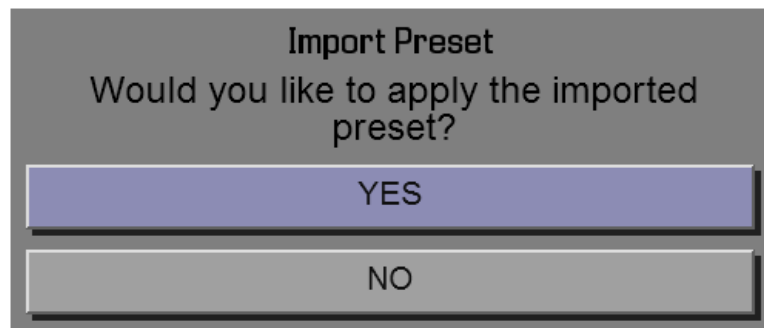 Import Preset
Would you like to apply the imported
preset?
YES
NO